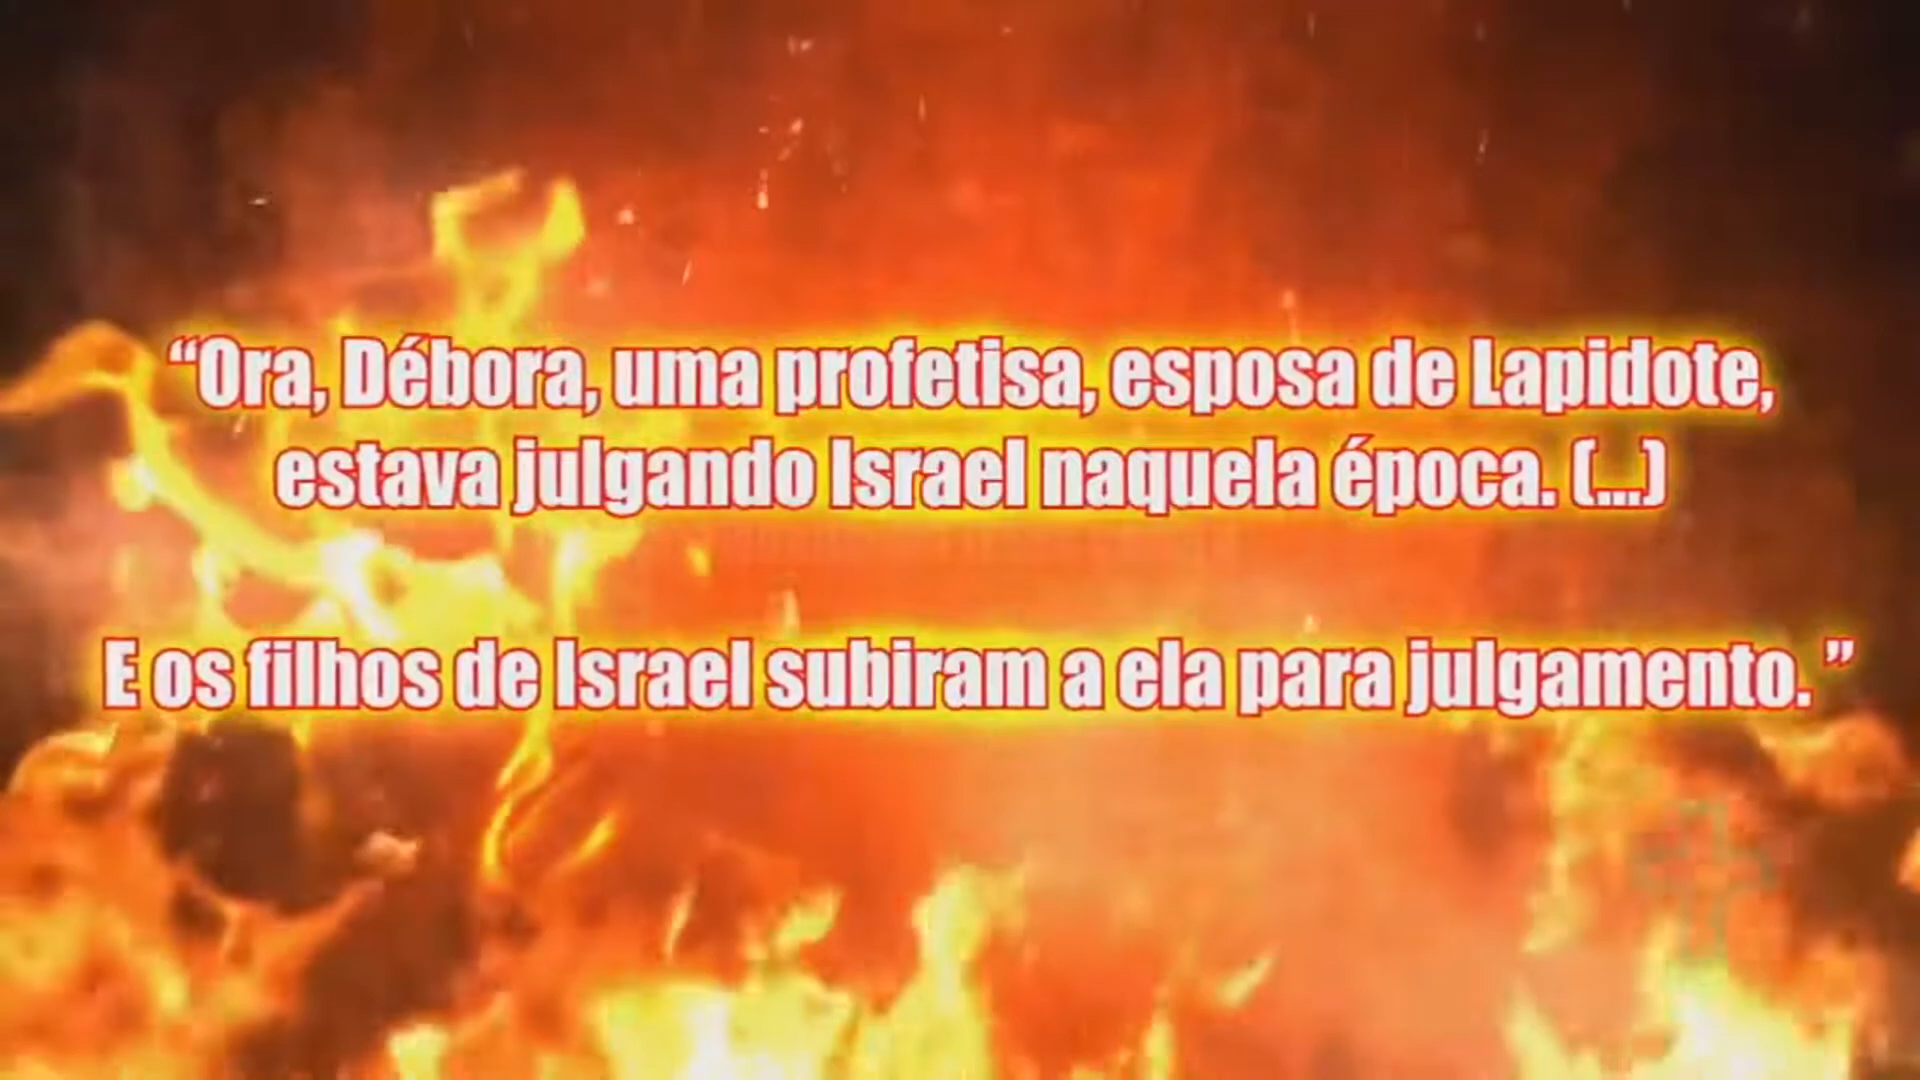 “Ora, Débora, uma profetisa, esposa de Lapidote,
estava julgando Israel naquela época. (...)
E os filhos de Israel subiram a ela para julgamento.”